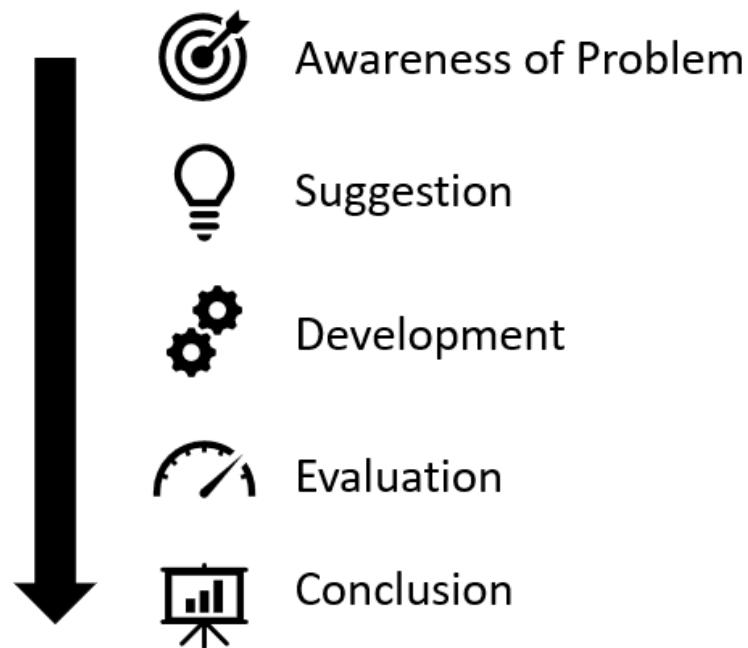 Awareness of Problem
Suggestion
Development
Evaluation
Conclusion